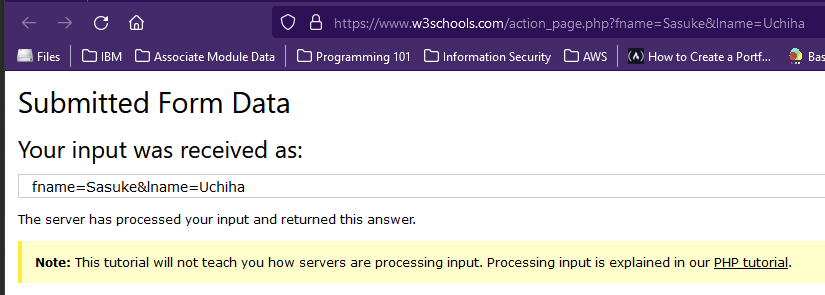 https://www.w3schools.com/action_page.php?fname=Sasuke&lname=Uchiha
Files IBM Associate Module Data Programming 101 Information Security AWS How to Create a Portf... Bas
Submitted Form Data
Your input was received as:
fname=Sasuke&lname=Uchiha
The server has processed your input and returned this answer.
Note: This tutorial will not teach you how servers are processing input. Processing input is explained in our PHP tutorial.